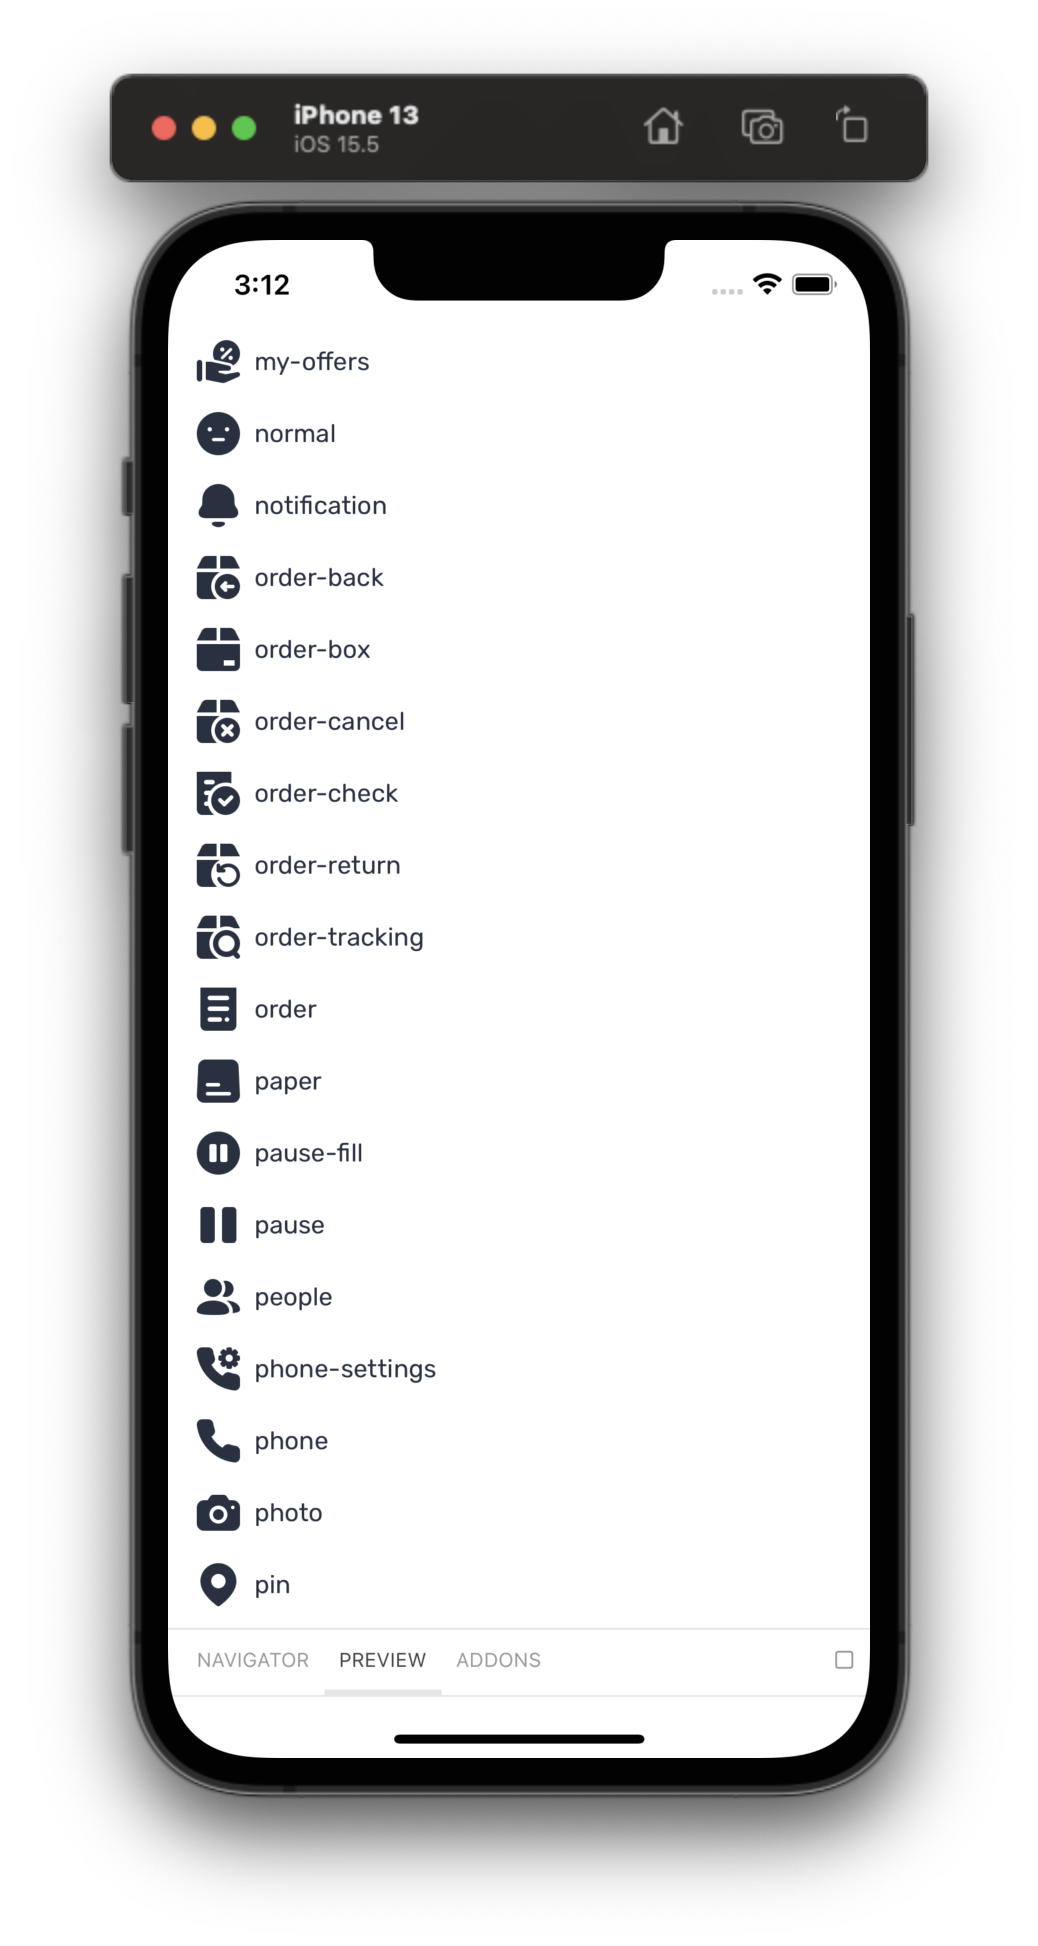 iPhone 13
iOS 15.5
3:12
my-offers
normal
notification
order-back
order-box
order-cancel
order-check
order-return
order-tracking
order
paper
pause-fill
pause
people
phone-settings
phone
photo
pin
NAVIGATOR PREVIEW ADDONS